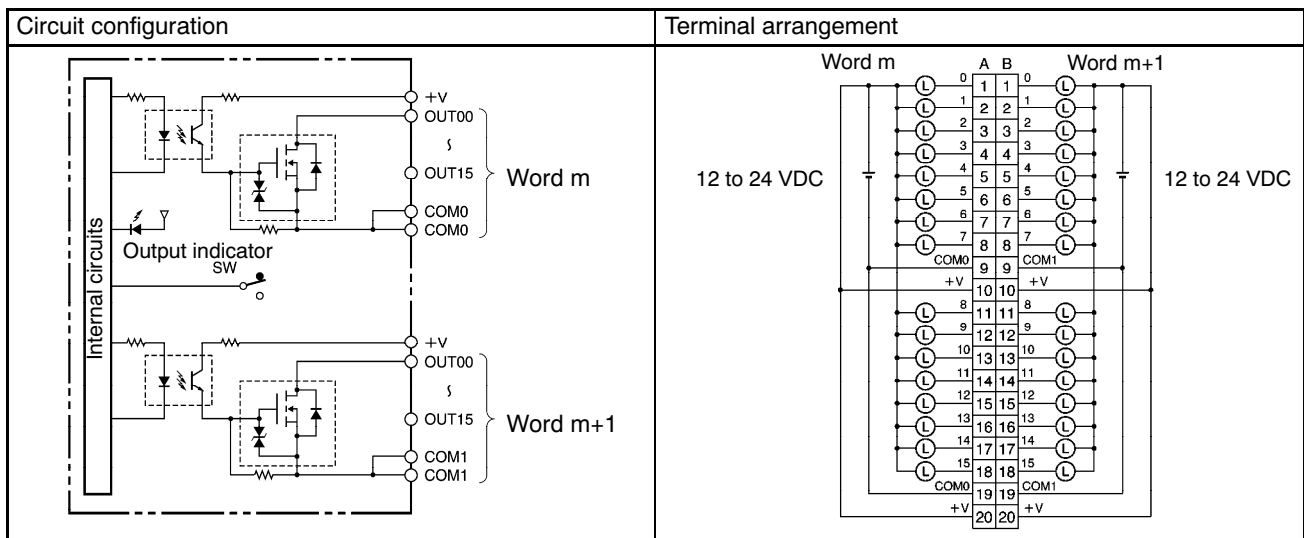 Circuit configuration
Terminal arrangement
+V
OUT00
OUT15
Word m
COM0
COM0
Output indicator
SW
Internal circuits
+V
OUT00
OUT15
Word m+1
COM1
COM1
Word m A B Word m+1
0 1 1 0
L L
1 2 2 1
L L
2 3 3 2
L L
3 4 4 3
L L
12 to 24 VDC 4 5 5 4 12 to 24 VDC
L L
5 6 6 5
L L
6 7 7 6
L L
7 8 8 7
L L
COM0 9 9 COM1
+V 10 10 +V
8 11 11 8
L L
9 12 12 9
L L
10 13 13 10
L L
11 14 14 11
L L
12 15 15 12
L L
13 16 16 13
L L
14 17 17 14
L L
15 18 18 15
L L
COM0 19 19 COM1
+V 20 20 +V